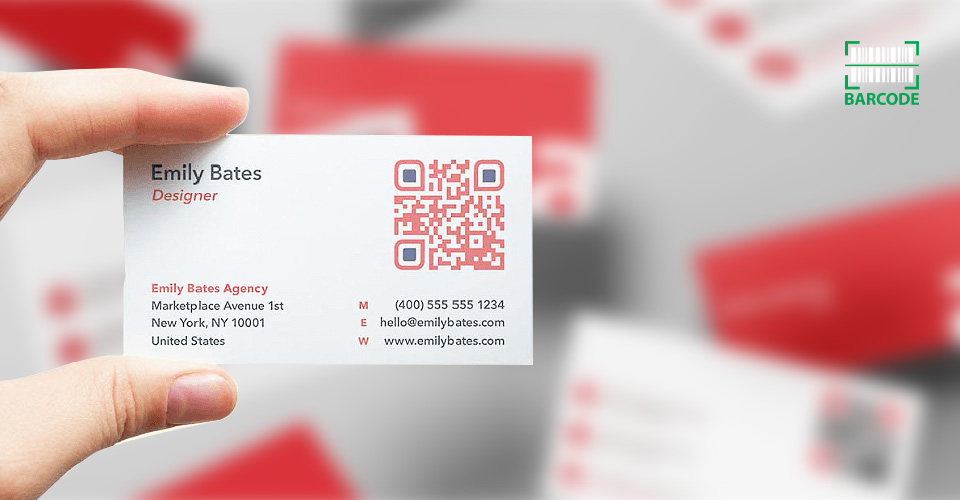 BARCODE
Emily Bates
Designer
Emily Bates Agency
Marketplace Avenue 1st
New York, NY 10001
United States
M (400) 555 555 1234
E hello@emilybates.com
W www.emilybates.com